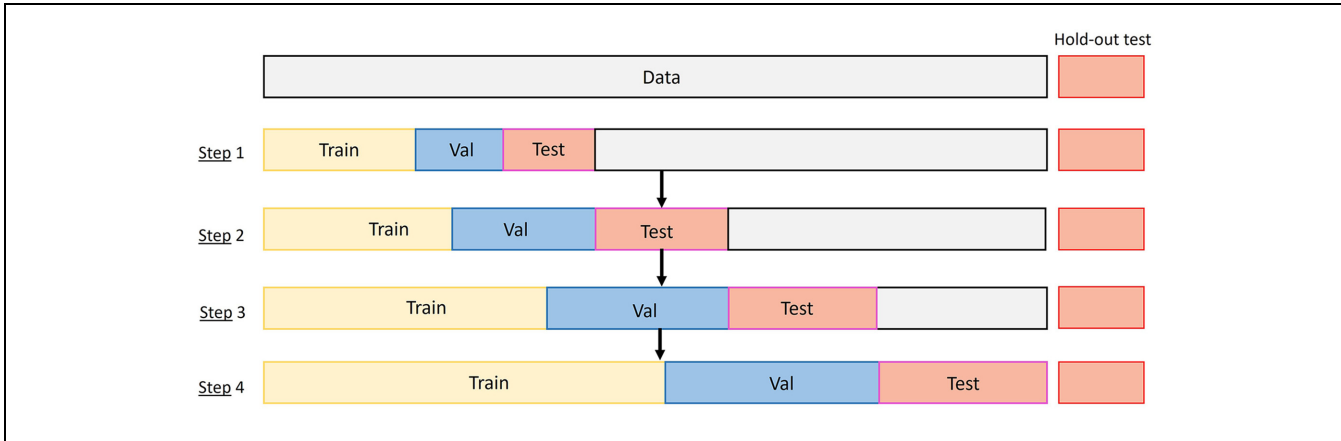 Hold-out test
Data
Step 1
Train
Val
Test
Step 2
Train
Val
Test
Step 3
Train
Val
Test
Step 4
Train
Val
Test